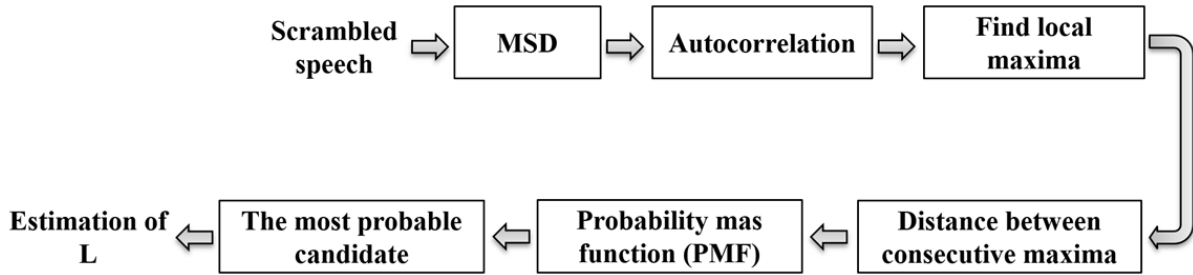 Scrambled
speech
MSD
Autocorrelation
Find local
maxima
Distance between
consecutive maxima
Probability mas
function (PMF)
The most probable
candidate
Estimation of
L